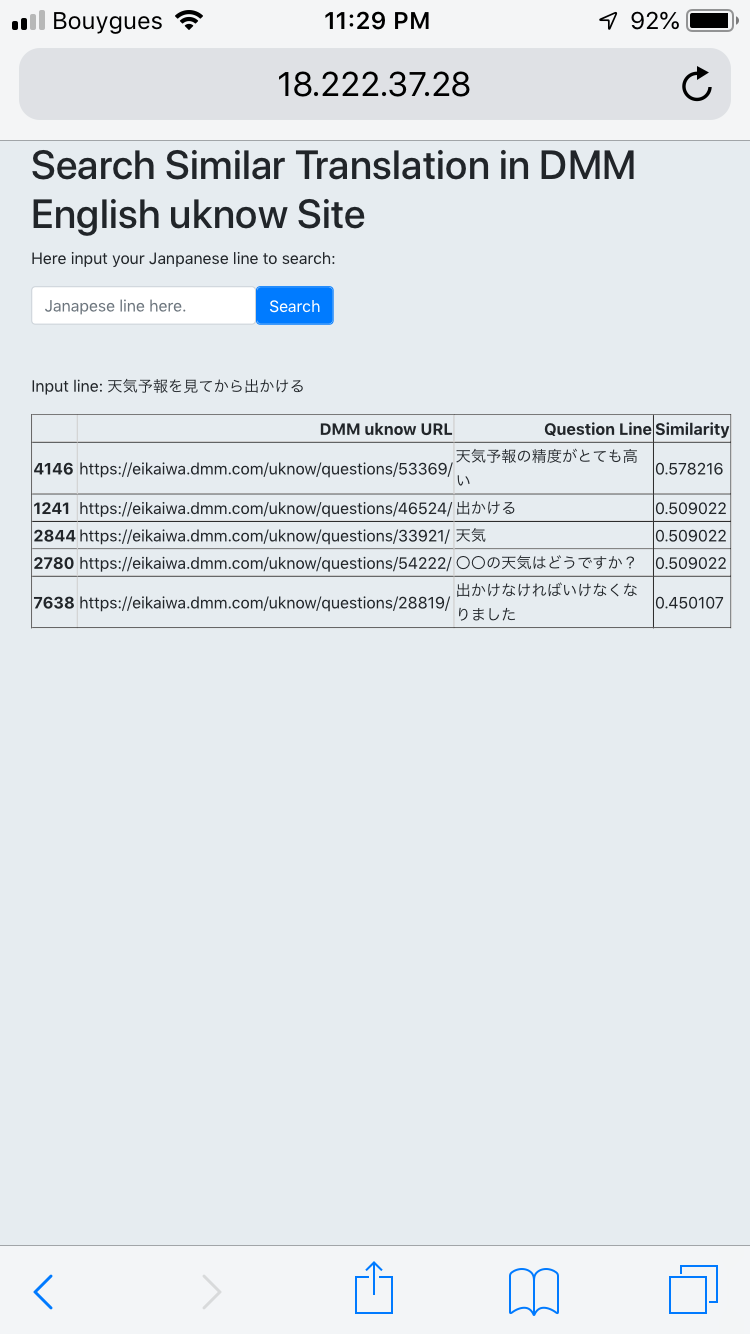 Bouygues 11:29 PM 92%
18.222.37.28
Search Similar Translation in DMM
English uknow Site
Here input your Janpanese line to search:
Janapese line here. Search
Input line: 天気予報を見てから出かける
DMM uknow URL Question Line Similarity
4146 https://eikaiwa.dmm.com/uknow/questions/53369/ 天気予報の精度がとても高
い 0.578216
1241 https://eikaiwa.dmm.com/uknow/questions/46524/ 出かける 0.509022
2844 https://eikaiwa.dmm.com/uknow/questions/33921/ 天気 0.509022
2780 https://eikaiwa.dmm.com/uknow/questions/54222/ 〇〇の天気はどうですか？ 0.509022
7638 https://eikaiwa.dmm.com/uknow/questions/28819/ 出かけなければいけなくな
りました 0.450107